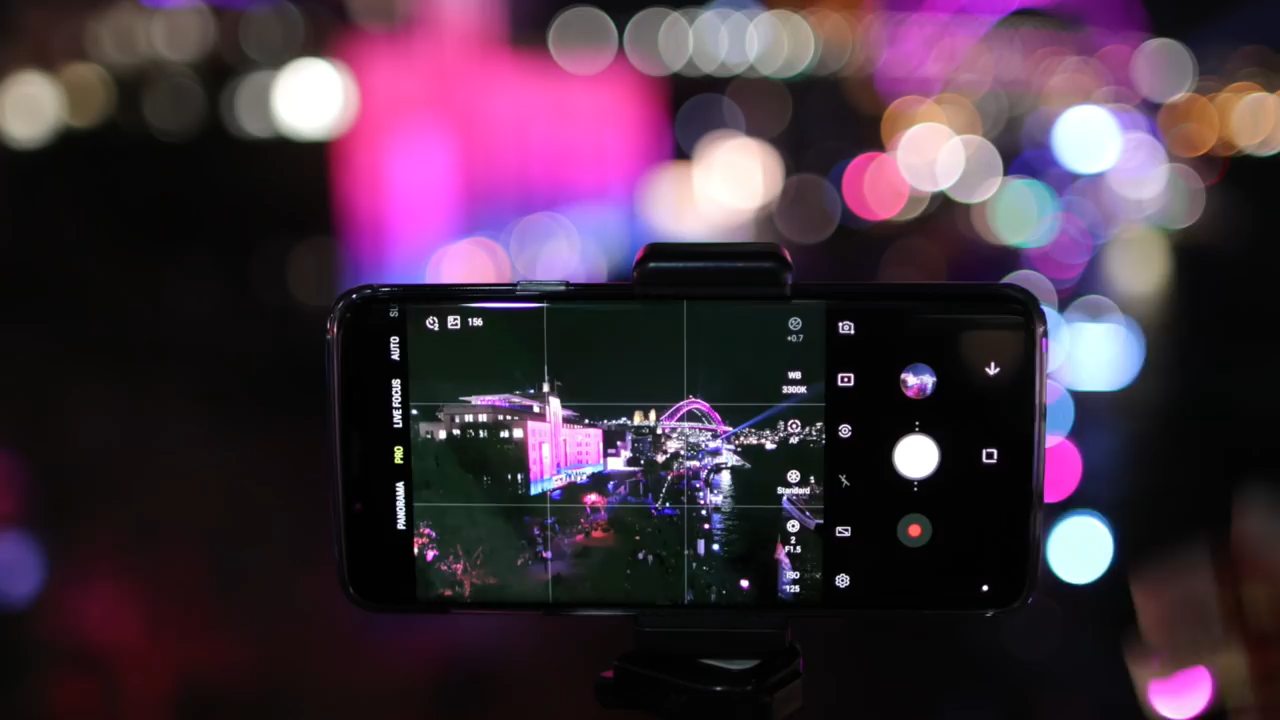 AUTO
LIVE FOCUS
PRO
PANORAMA
156
+0.7
WB
3300K
AF
Standard
2
F1.5
ISO
125